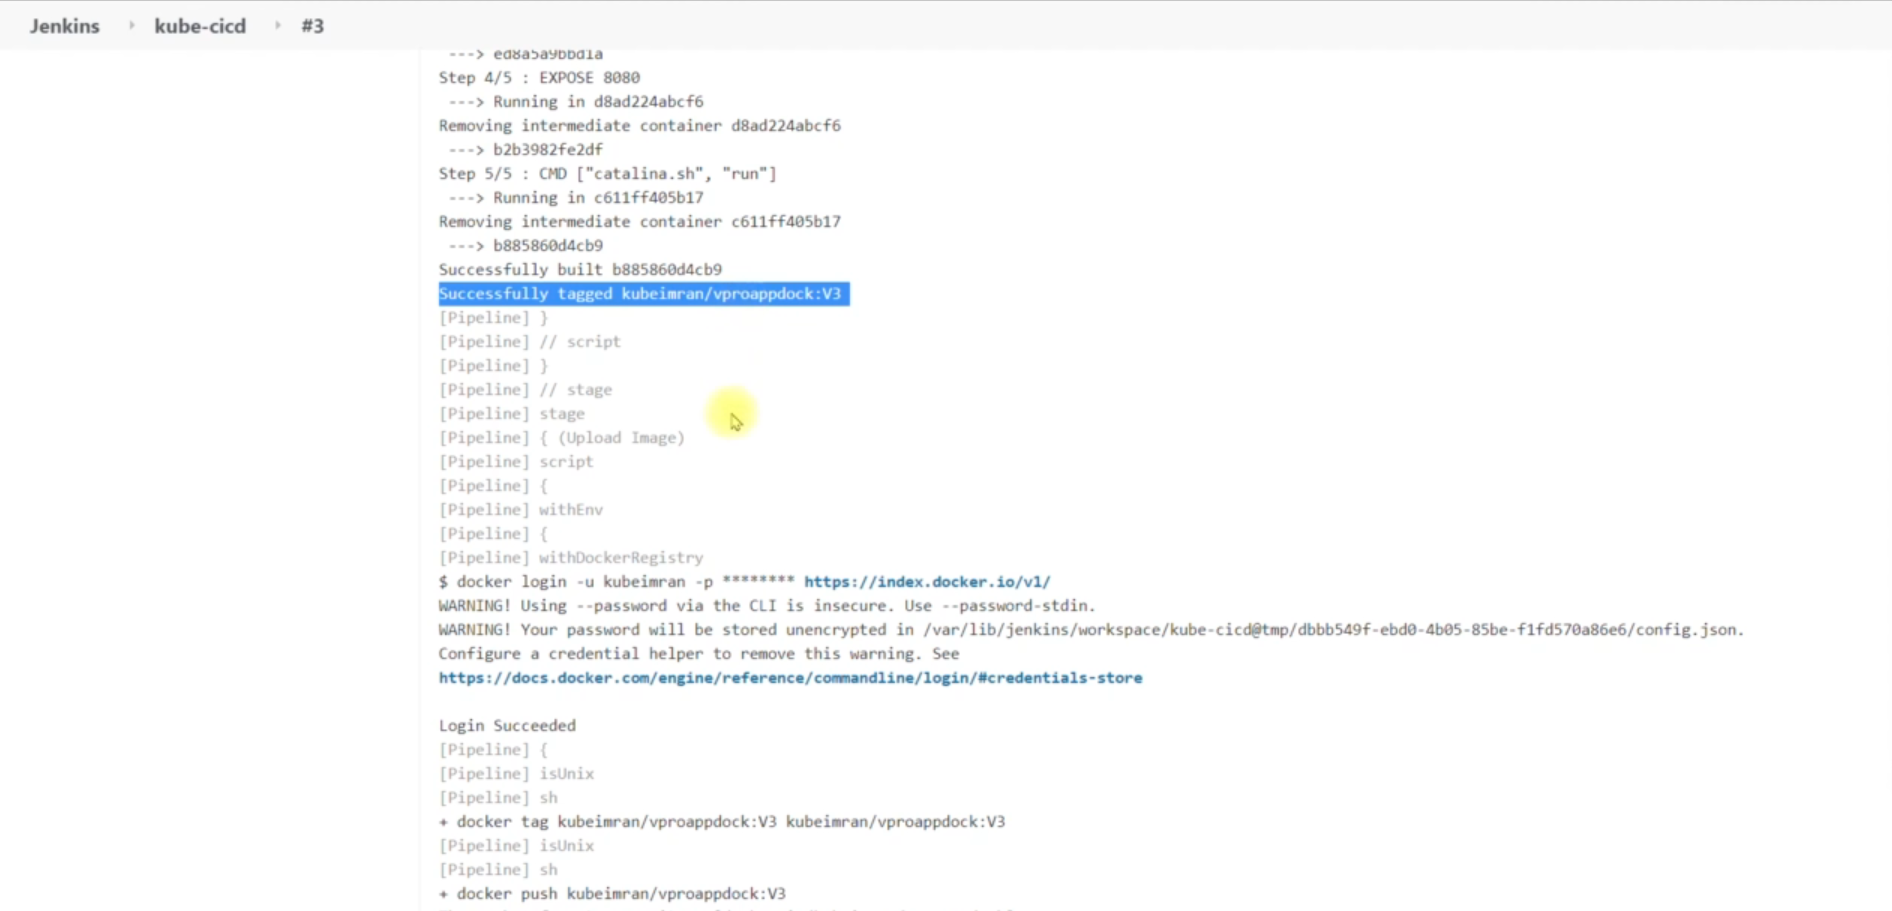 Jenkins kube-cicd #3
---> ed8a5a9bbd1a
Step 4/5 : EXPOSE 8080
---> Running in d8ad224abcf6
Removing intermediate container d8ad224abcf6
---> b2b3982fe2df
Step 5/5 : CMD ["catalina.sh", "run"]
---> Running in c611ff405b17
Removing intermediate container c611ff405b17
---> b885860d4cb9
Successfully built b885860d4cb9
Successfully tagged kubeimran/vproappdock:V3
[Pipeline] }
[Pipeline] // script
[Pipeline] }
[Pipeline] // stage
[Pipeline] stage
[Pipeline] { (Upload Image)
[Pipeline] script
[Pipeline] {
[Pipeline] withEnv
[Pipeline] {
[Pipeline] withDockerRegistry
$ docker login -u kubeimran -p ******** https://index.docker.io/v1/
WARNING! Using --password via the CLI is insecure. Use --password-stdin.
WARNING! Your password will be stored unencrypted in /var/lib/jenkins/workspace/kube-cicd@tmp/dbbb549f-ebd0-4b05-85be-f1fd570a86e6/config.json.
Configure a credential helper to remove this warning. See
https://docs.docker.com/engine/reference/commandline/login/#credentials-store
Login Succeeded
[Pipeline] {
[Pipeline] isUnix
[Pipeline] sh
+ docker tag kubeimran/vproappdock:V3 kubeimran/vproappdock:V3
[Pipeline] isUnix
[Pipeline] sh
+ docker push kubeimran/vproappdock:V3